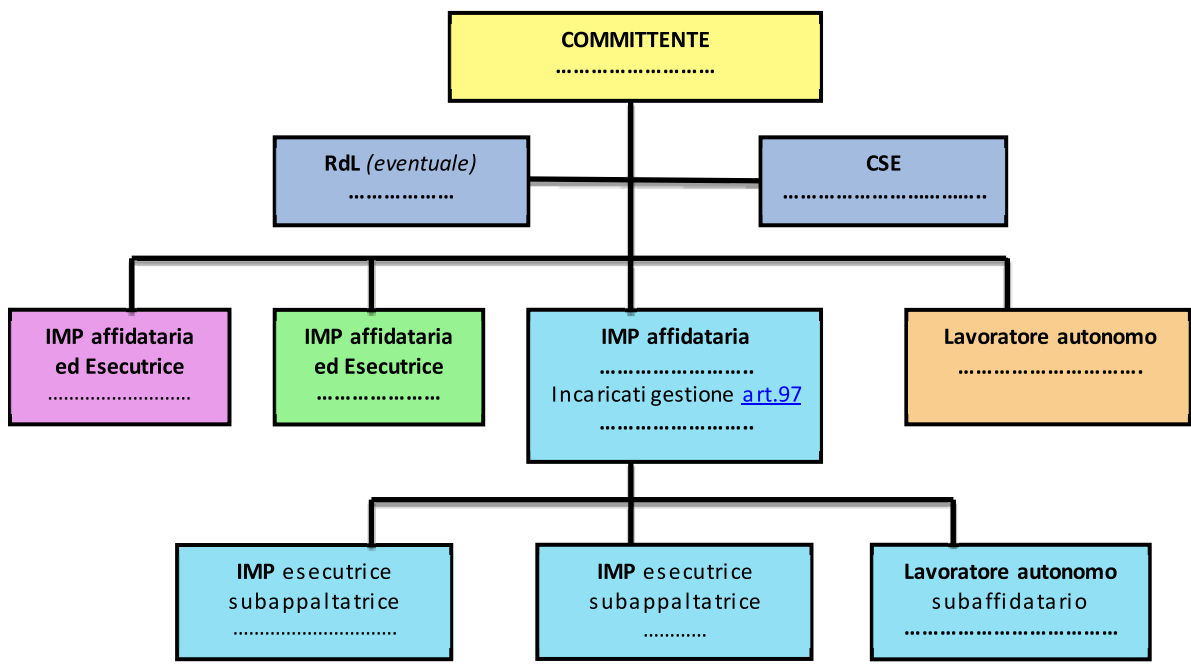 COMMITTENTE
………………………
RdL (eventuale)
………………
CSE
…………………….……..
IMP affidataria
ed Esecutrice
………………………
IMP affidataria
ed Esecutrice
…………………
IMP affidataria
……………………..
Incaricati gestione art.97
……………………..
Lavoratore autonomo
………………………….
IMP esecutrice
subappaltatrice
………………………….
IMP esecutrice
subappaltatrice
…………
Lavoratore autonomo
subaffidatario
………………………………